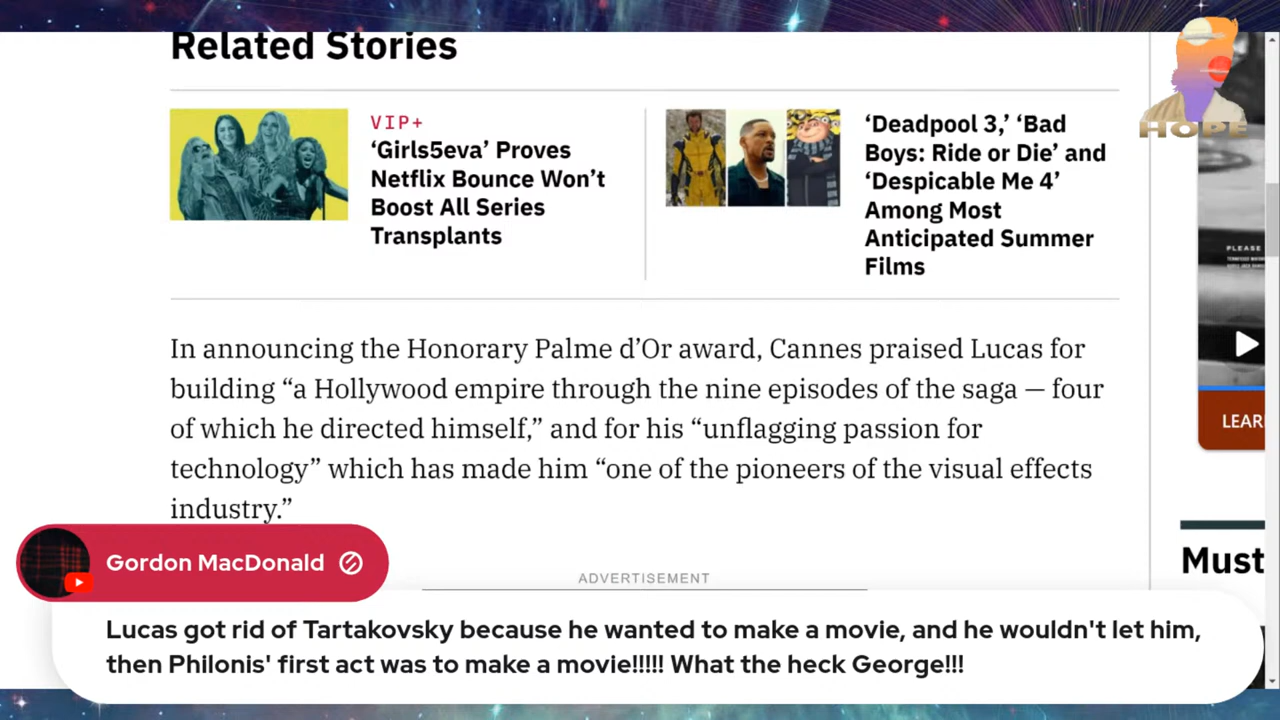 Related Stories
HOPE
VIP+
‘Girls5eva’ Proves
Netflix Bounce Won’t
Boost All Series
Transplants
‘Deadpool 3,’ ‘Bad
Boys: Ride or Die’ and
‘Despicable Me 4’
Among Most
Anticipated Summer
Films
PLEASE
In announcing the Honorary Palme d’Or award, Cannes praised Lucas for
building “a Hollywood empire through the nine episodes of the saga — four
of which he directed himself,” and for his “unflagging passion for
technology” which has made him “one of the pioneers of the visual effects
industry.”
LEAR
Must
ADVERTISEMENT
Gordon MacDonald
Lucas got rid of Tartakovsky because he wanted to make a movie, and he wouldn't let him,
then Philonis' first act was to make a movie!!!!! What the heck George!!!